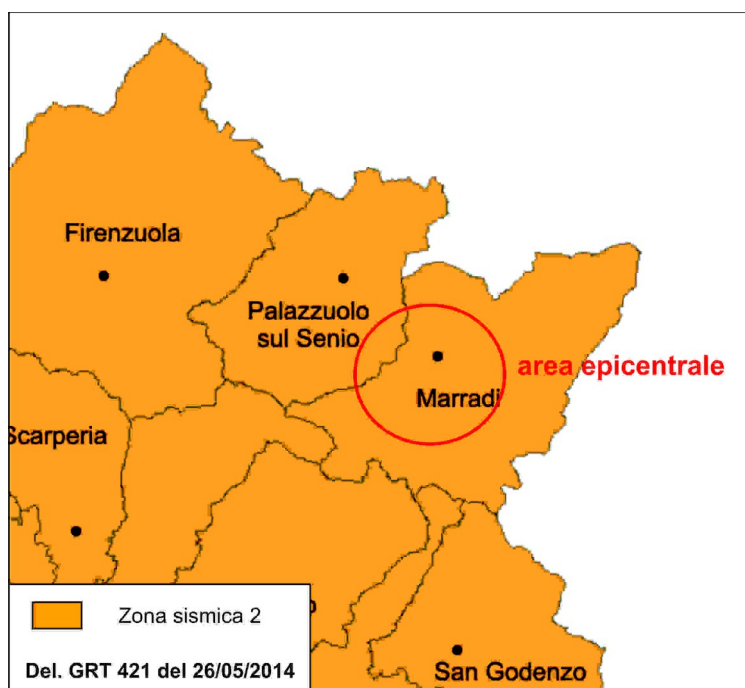 Firenzuola
Palazzuolo
sul Senio
area epicentrale
Marradi
Scarperia
Zona sismica 2
Del. GRT 421 del 26/05/2014
San Godenzo